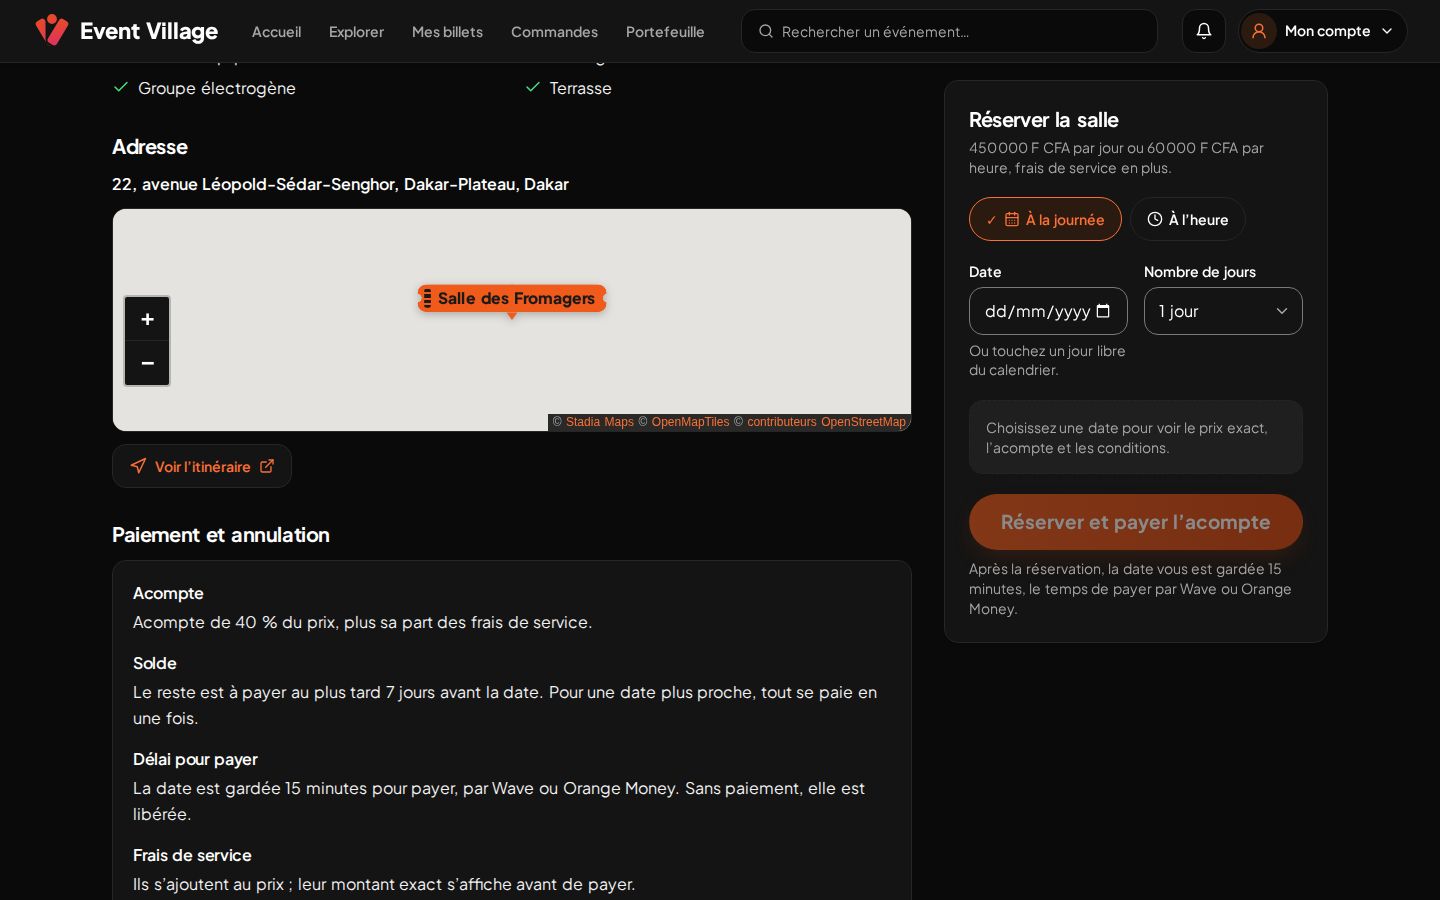 Event Village
Accueil
Explorer
Mes billets
Commandes
Portefeuille
Rechercher un événement…
Mon compte
Groupe électrogène
Terrasse
Adresse
22, avenue Léopold-Sédar-Senghor, Dakar-Plateau, Dakar
Salle des Fromagers
+
−
© Stadia Maps © OpenMapTiles © contributeurs OpenStreetMap
Voir l’itinéraire
Paiement et annulation
Acompte
Acompte de 40 % du prix, plus sa part des frais de service.
Solde
Le reste est à payer au plus tard 7 jours avant la date. Pour une date plus proche, tout se paie en
une fois.
Délai pour payer
La date est gardée 15 minutes pour payer, par Wave ou Orange Money. Sans paiement, elle est
libérée.
Frais de service
Ils s’ajoutent au prix ; leur montant exact s’affiche avant de payer.
Réserver la salle
450 000 F CFA par jour ou 60 000 F CFA par
heure, frais de service en plus.
✓ À la journée
À l’heure
Date
Nombre de jours
dd/mm/yyyy
1 jour
Ou touchez un jour libre
du calendrier.
Choisissez une date pour voir le prix exact,
l’acompte et les conditions.
Réserver et payer l’acompte
Après la réservation, la date vous est gardée 15
minutes, le temps de payer par Wave ou Orange
Money.